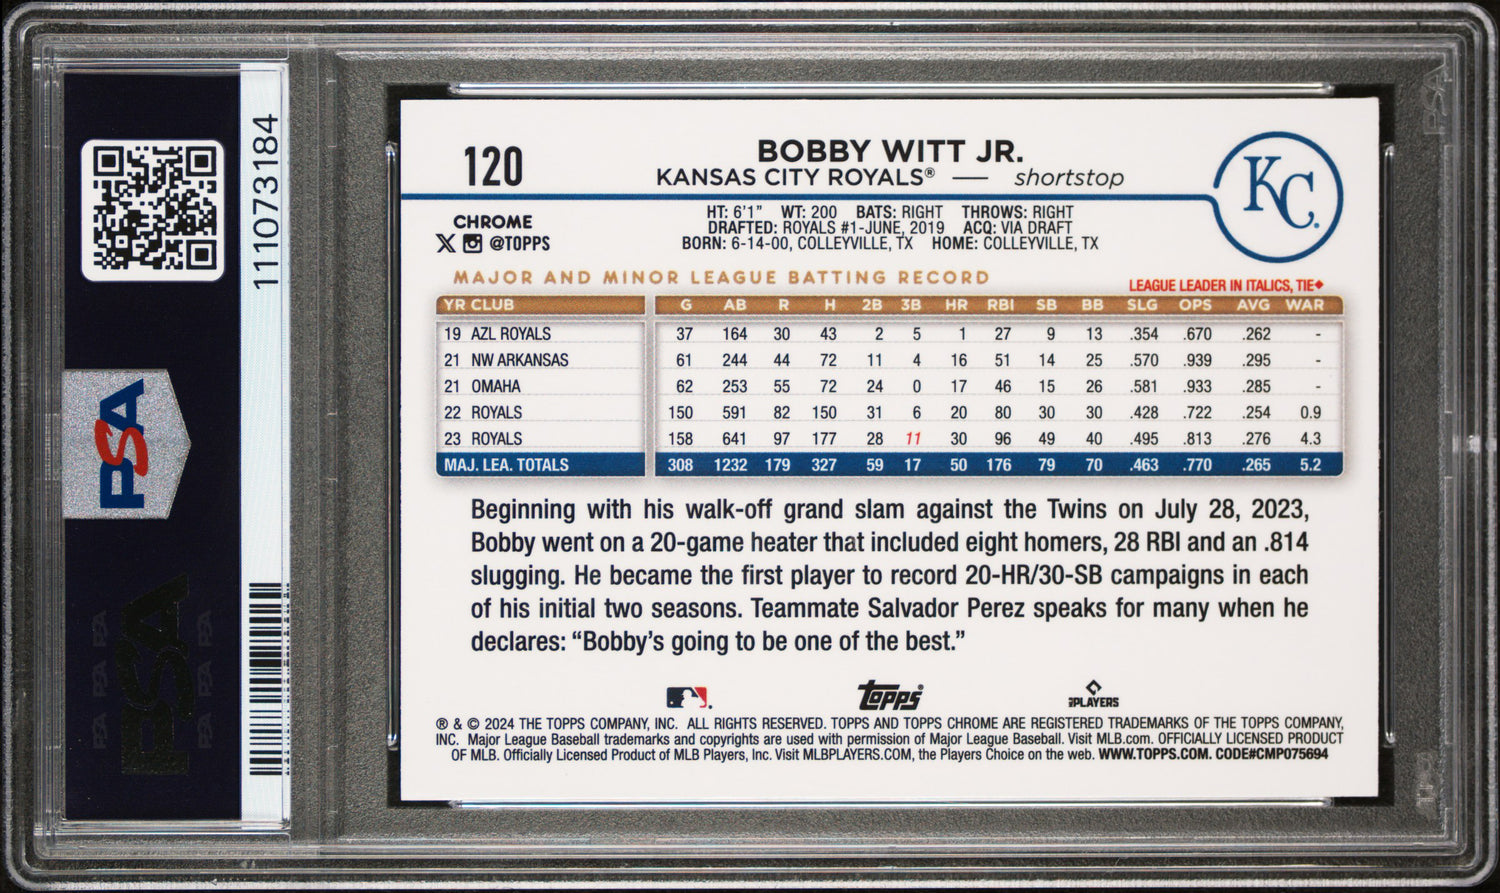 111073184
PSA
PSA
120
BOBBY WITT JR.
KANSAS CITY ROYALS® — shortstop
KC
CHROME
@TOPPS
HT: 6'1" WT: 200 BATS: RIGHT THROWS: RIGHT
DRAFTED: ROYALS #1-JUNE, 2019 ACQ: VIA DRAFT
BORN: 6-14-00, COLLEYVILLE, TX HOME: COLLEYVILLE, TX
MAJOR AND MINOR LEAGUE BATTING RECORD
LEAGUE LEADER IN ITALICS, TIE♦
YR CLUB G AB R H 2B 3B HR RBI SB BB SLG OPS AVG WAR
19 AZL ROYALS 37 164 30 43 2 5 1 27 9 13 .354 .670 .262 -
21 NW ARKANSAS 61 244 44 72 11 4 16 51 14 25 .570 .939 .295 -
21 OMAHA 62 253 55 72 24 0 17 46 15 26 .581 .933 .285 -
22 ROYALS 150 591 82 150 31 6 20 80 30 30 .428 .722 .254 0.9
23 ROYALS 158 641 97 177 28 11 30 96 49 40 .495 .813 .276 4.3
MAJ. LEA. TOTALS 308 1232 179 327 59 17 50 176 79 70 .463 .770 .265 5.2
Beginning with his walk-off grand slam against the Twins on July 28, 2023,
Bobby went on a 20-game heater that included eight homers, 28 RBI and an .814
slugging. He became the first player to record 20-HR/30-SB campaigns in each
of his initial two seasons. Teammate Salvador Perez speaks for many when he
declares: “Bobby’s going to be one of the best.”
Topps
PLAYERS
® & © 2024 THE TOPPS COMPANY, INC. ALL RIGHTS RESERVED. TOPPS AND TOPPS CHROME ARE REGISTERED TRADEMARKS OF THE TOPPS COMPANY,
INC. Major League Baseball trademarks and copyrights are used with permission of Major League Baseball. Visit MLB.com. OFFICIALLY LICENSED PRODUCT
OF MLB. Officially Licensed Product of MLB Players, Inc. Visit MLBPLAYERS.COM, the Players Choice on the web. WWW.TOPPS.COM. CODE#CMP075694